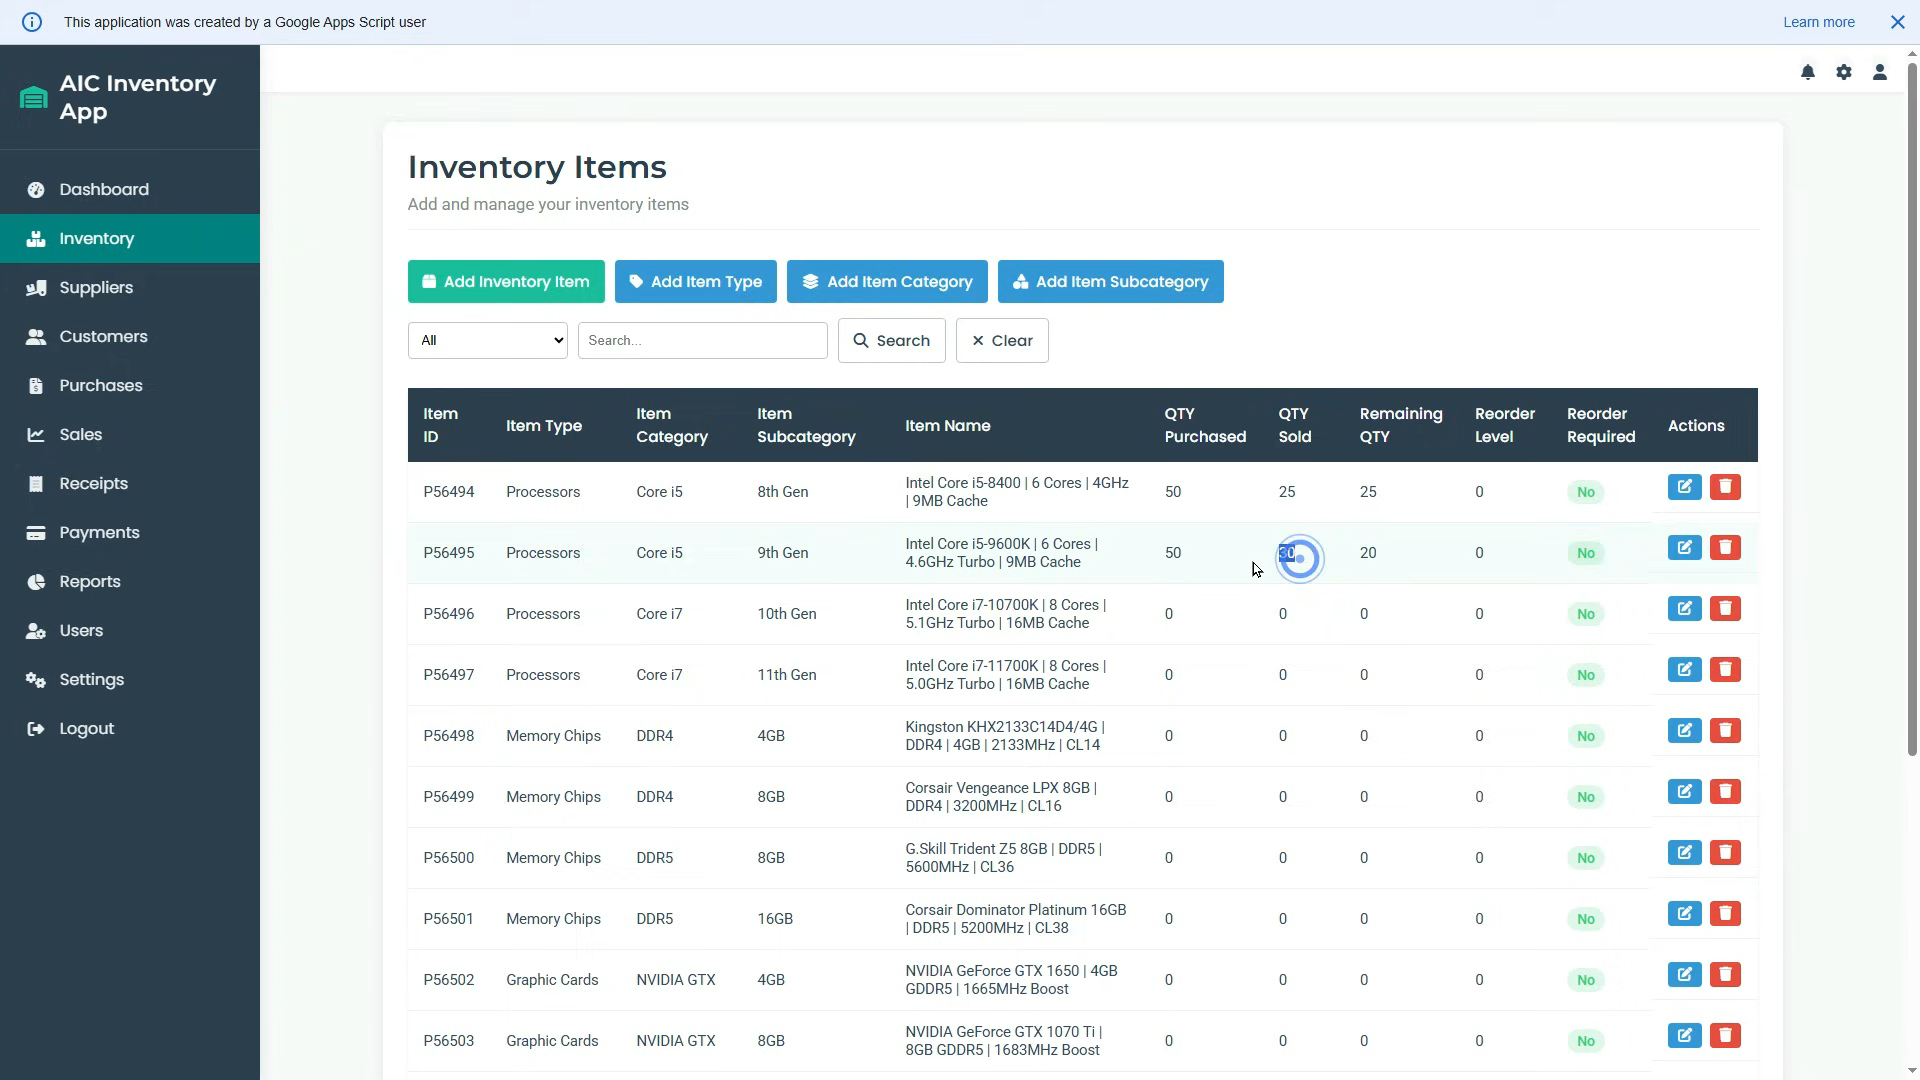 This application was created by a Google Apps Script user
Learn more
AIC Inventory
App
Dashboard
Inventory
Suppliers
Customers
Purchases
Sales
Receipts
Payments
Reports
Users
Settings
Logout
Inventory Items
Add and manage your inventory items
Add Inventory Item Add Item Type Add Item Category Add Item Subcategory
All Search... Search Clear
Item ID Item Type Item Category Item Subcategory Item Name QTY Purchased QTY Sold Remaining QTY Reorder Level Reorder Required Actions
P56494 Processors Core i5 8th Gen Intel Core i5-8400 | 6 Cores | 4GHz | 9MB Cache 50 25 25 0 No
P56495 Processors Core i5 9th Gen Intel Core i5-9600K | 6 Cores | 4.6GHz Turbo | 9MB Cache 50 30 20 0 No
P56496 Processors Core i7 10th Gen Intel Core i7-10700K | 8 Cores | 5.1GHz Turbo | 16MB Cache 0 0 0 0 No
P56497 Processors Core i7 11th Gen Intel Core i7-11700K | 8 Cores | 5.0GHz Turbo | 16MB Cache 0 0 0 0 No
P56498 Memory Chips DDR4 4GB Kingston KHX2133C14D4/4G | DDR4 | 4GB | 2133MHz | CL14 0 0 0 0 No
P56499 Memory Chips DDR4 8GB Corsair Vengeance LPX 8GB | DDR4 | 3200MHz | CL16 0 0 0 0 No
P56500 Memory Chips DDR5 8GB G.Skill Trident Z5 8GB | DDR5 | 5600MHz | CL36 0 0 0 0 No
P56501 Memory Chips DDR5 16GB Corsair Dominator Platinum 16GB | DDR5 | 5200MHz | CL38 0 0 0 0 No
P56502 Graphic Cards NVIDIA GTX 4GB NVIDIA GeForce GTX 1650 | 4GB GDDR5 | 1665MHz Boost 0 0 0 0 No
P56503 Graphic Cards NVIDIA GTX 8GB NVIDIA GeForce GTX 1070 Ti | 8GB GDDR5 | 1683MHz Boost 0 0 0 0 No